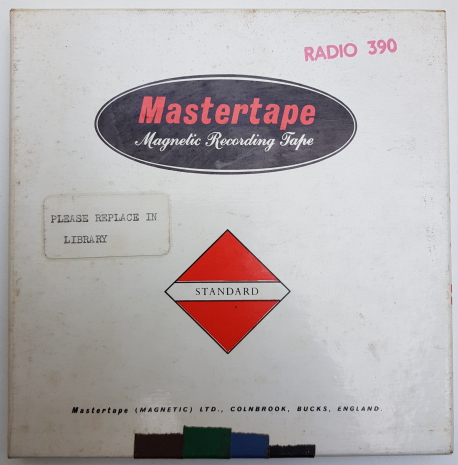 RADIO 390
Mastertape
Magnetic Recording Tape
PLEASE REPLACE IN
LIBRARY
STANDARD
Mastertape (MAGNETIC) LTD., COLNBROOK, BUCKS, ENGLAND